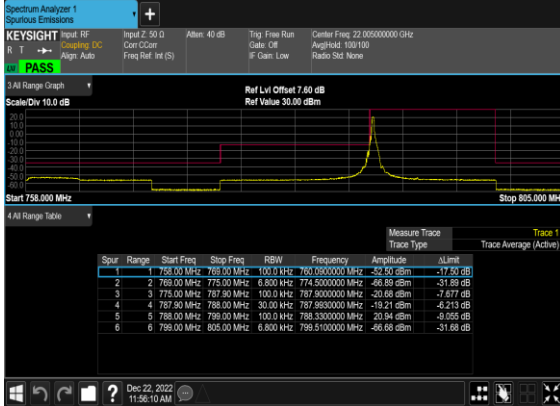 Spectrum Analyzer 1
Spurious Emissions
KEYSIGHT Input: RF Input Z: 50 Ω Atten: 40 dB Trig: Free Run Center Freq: 22.005000000 GHz
R T Coupling: DC Corr CCorr Gate: Off Avg|Hold: 100/100
Align: Auto Freq Ref: Int (S) IF Gain: Low Radio Std: None
PASS
3 All Range Graph
Ref Lvl Offset 7.60 dB
Scale/Div 10.0 dB Ref Value 30.00 dBm
20.0
10.0
0.00
-10.0
-20.0
-30.0
-40.0
-50.0
-60.0
Start 758.000 MHz Stop 805.000 MH
4 All Range Table
Measure Trace Trace 1
Trace Type Trace Average (Active)
Spur Range Start Freq Stop Freq RBW Frequency Amplitude ΔLimit
1 1 758.00 MHz 769.00 MHz 100.0 kHz 760.0900000 MHz -52.50 dBm -17.50 dB
2 2 769.00 MHz 775.00 MHz 6.800 kHz 774.5000000 MHz -66.89 dBm -31.89 dB
3 3 775.00 MHz 787.90 MHz 100.0 kHz 787.9000000 MHz -20.68 dBm -7.677 dB
4 4 787.90 MHz 788.00 MHz 30.00 kHz 787.9930000 MHz -19.21 dBm -6.213 dB
5 5 788.00 MHz 799.00 MHz 100.0 kHz 788.3300000 MHz 20.94 dBm -9.055 dB
6 6 799.00 MHz 805.00 MHz 6.800 kHz 799.5100000 MHz -66.68 dBm -31.68 dB
? Dec 22, 2022
11:56:10 AM